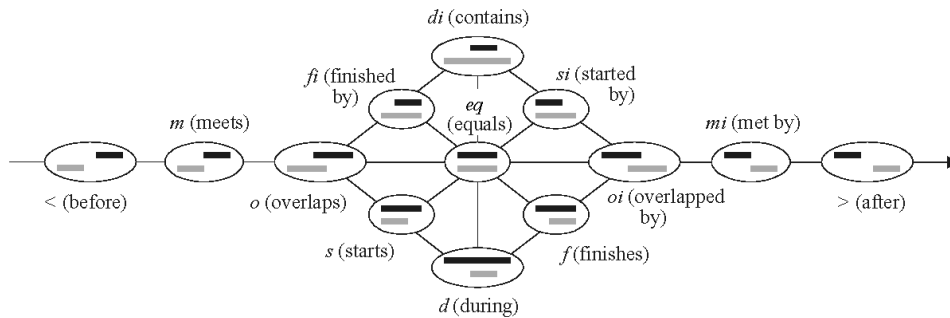 di (contains)
fi (finished
by)
si (started
by)
eq
(equals)
m (meets)
mi (met by)
< (before)
o (overlaps)
oi (overlapped
by)
> (after)
s (starts)
f (finishes)
d (during)